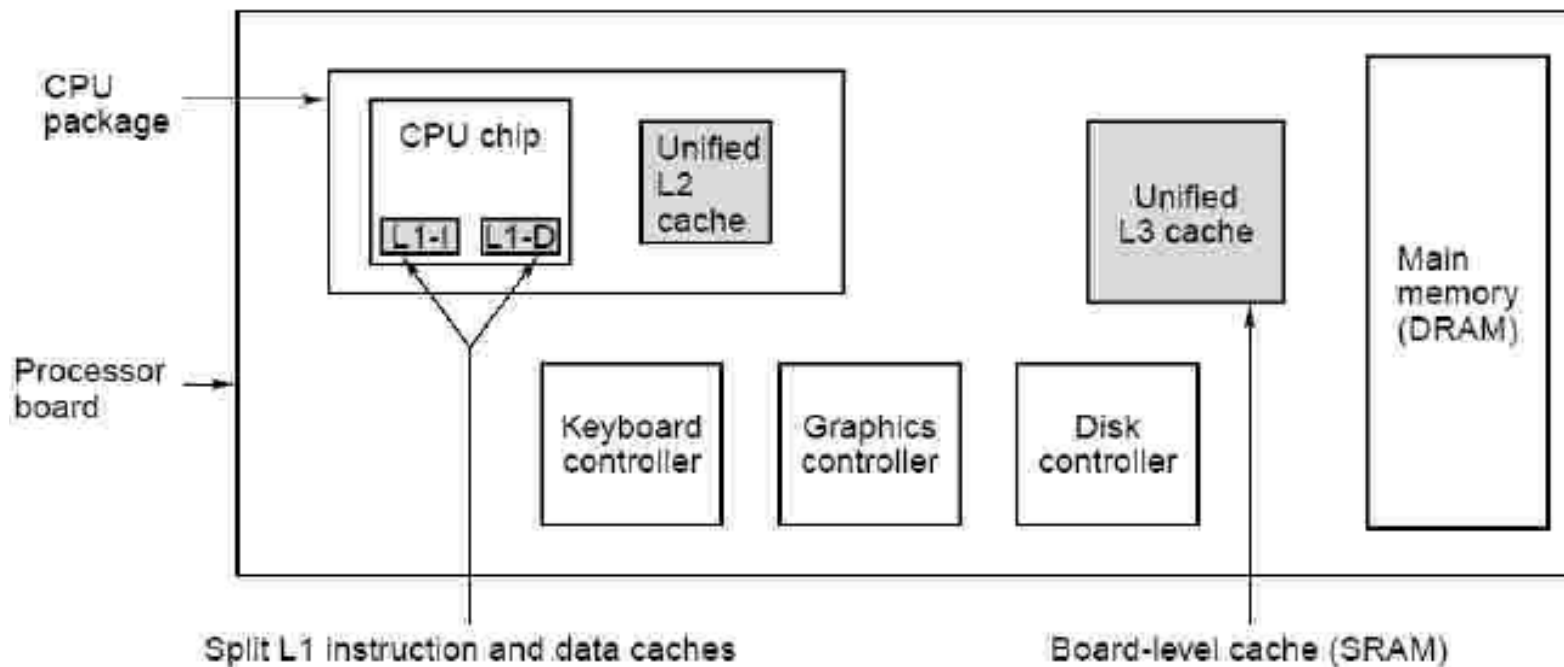 CPU
package
CPU chip
L1-I
L1-D
Unified
L2
cache
Unified
L3 cache
Main
memory
(DRAM)
Processor
board
Keyboard
controller
Graphics
controller
Disk
controller
Split L1 instruction and data caches
Board-level cache (SRAM)